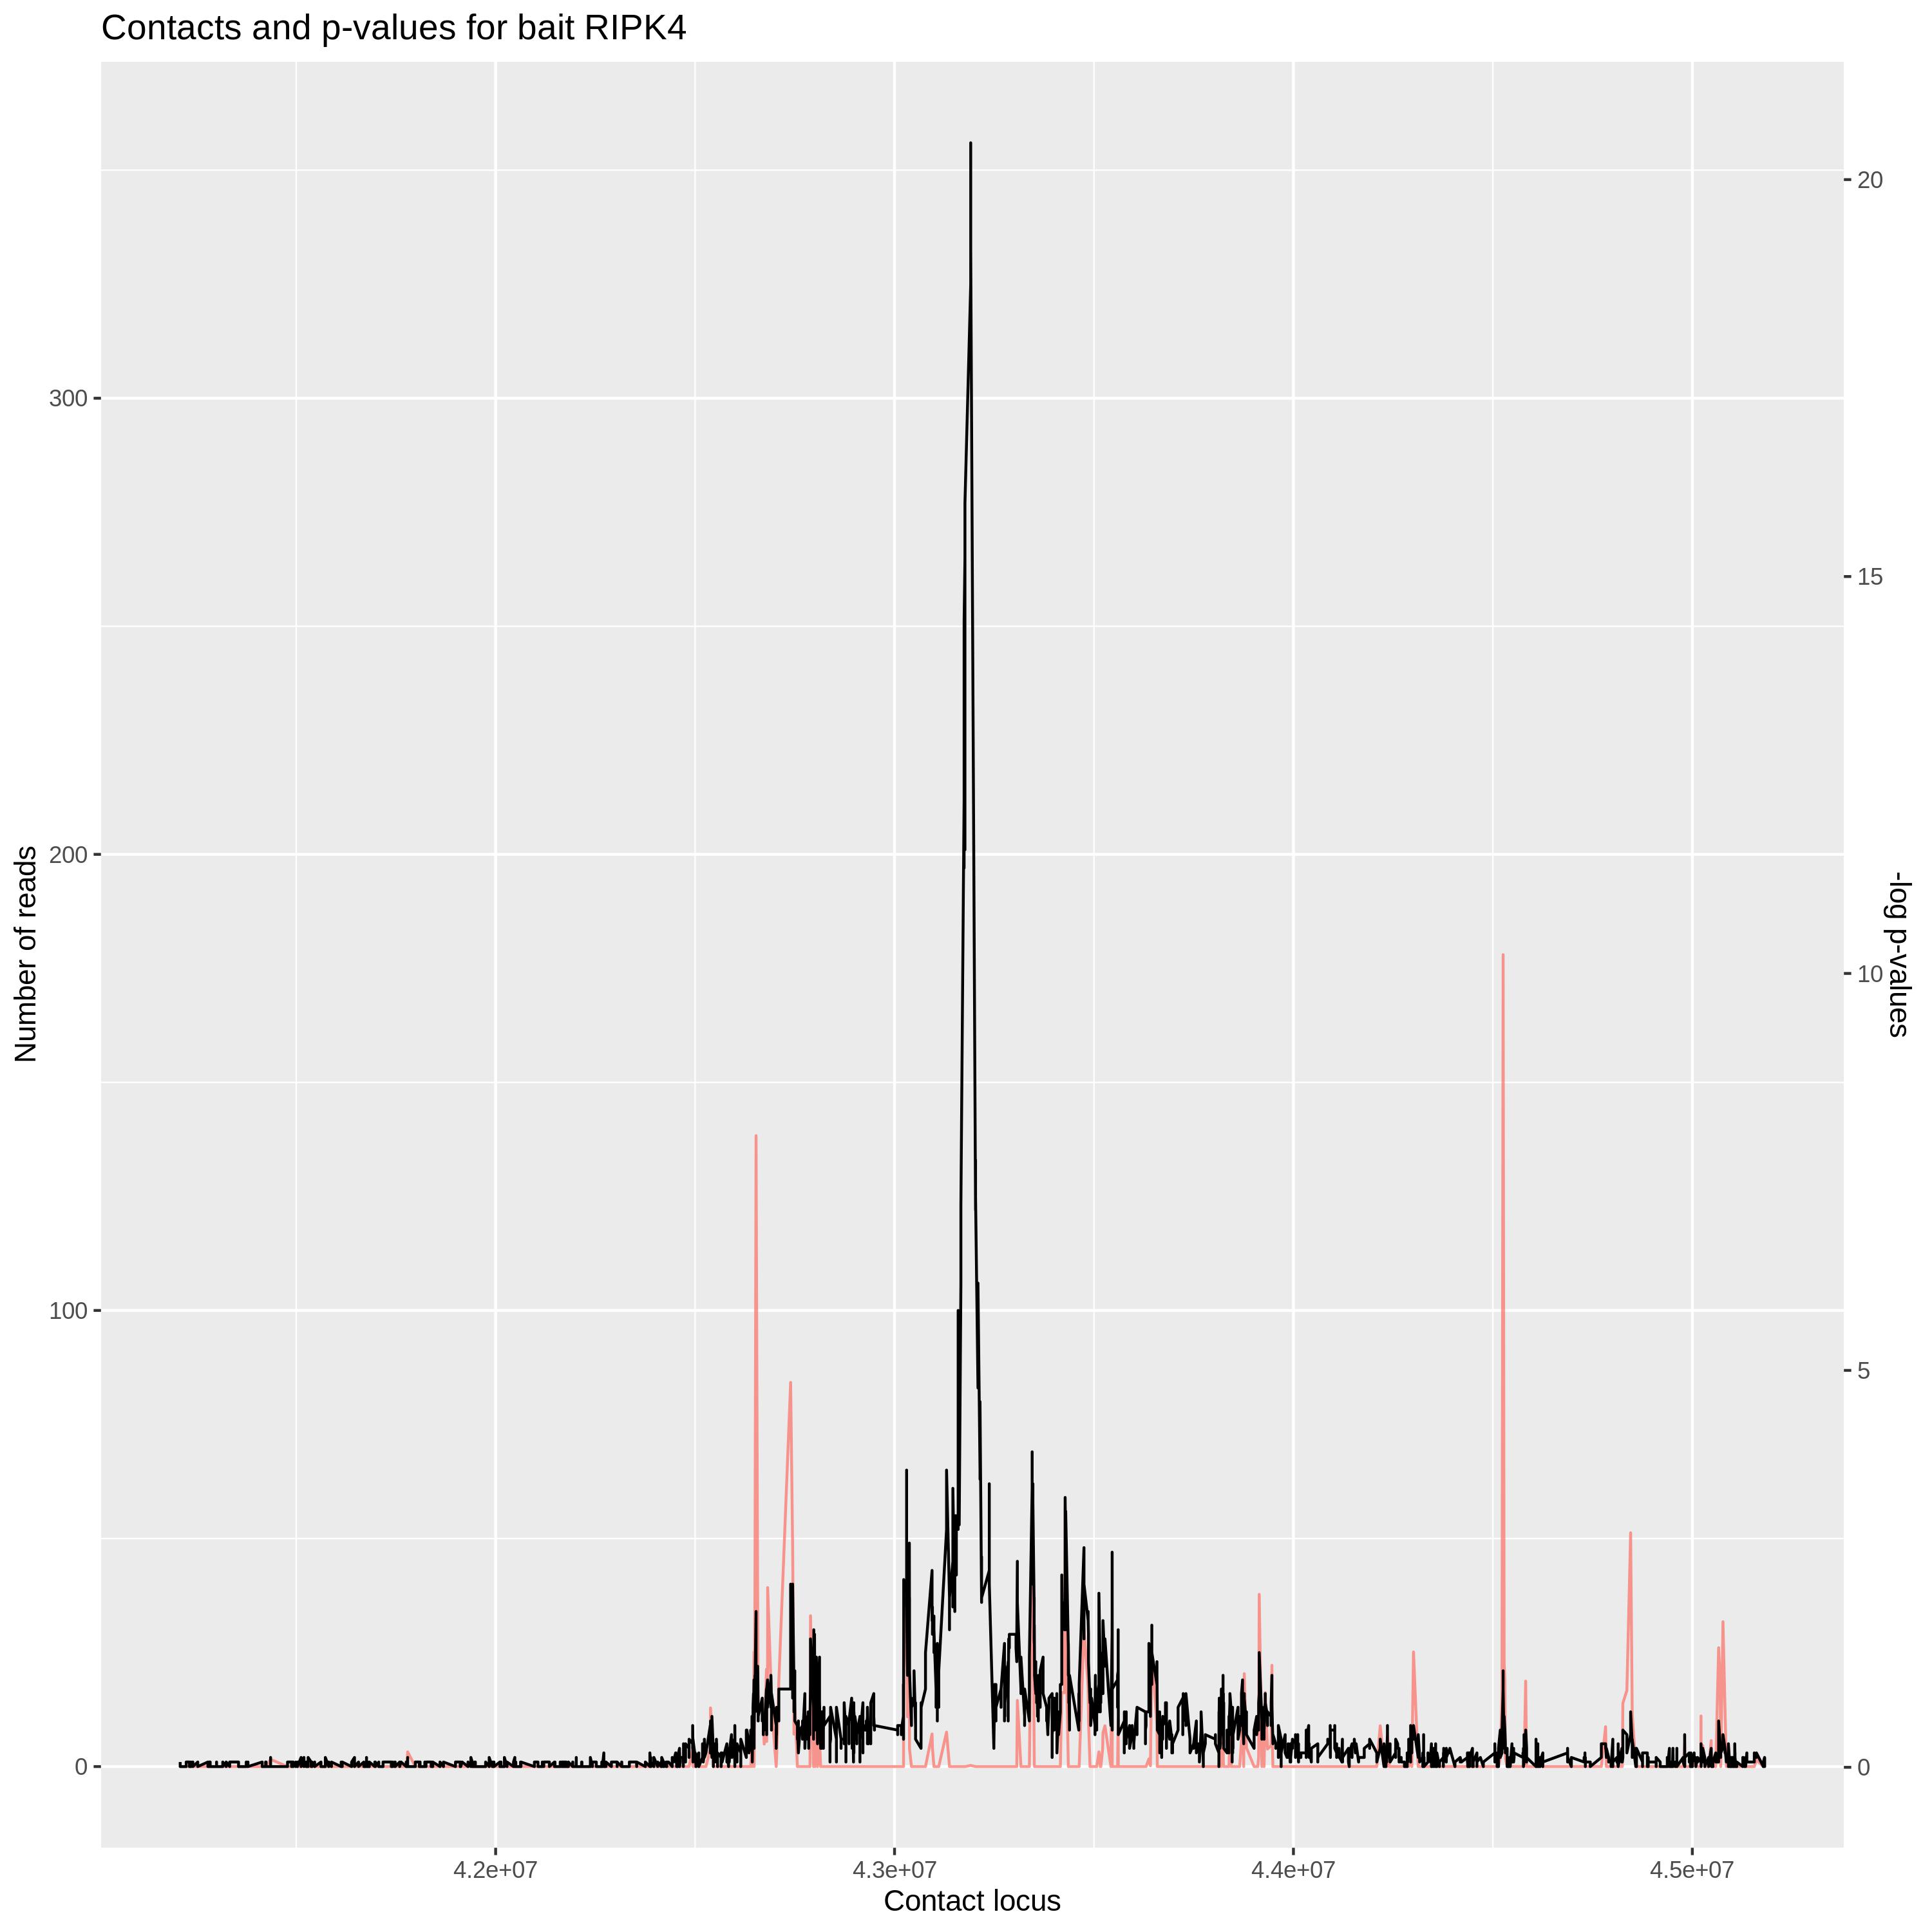 Contacts and p-values for bait RIPK4
Number of reads
300
200
100
0
20
15
10
5
0
-log p-values
4.2e+07
4.3e+07
4.4e+07
4.5e+07
Contact locus